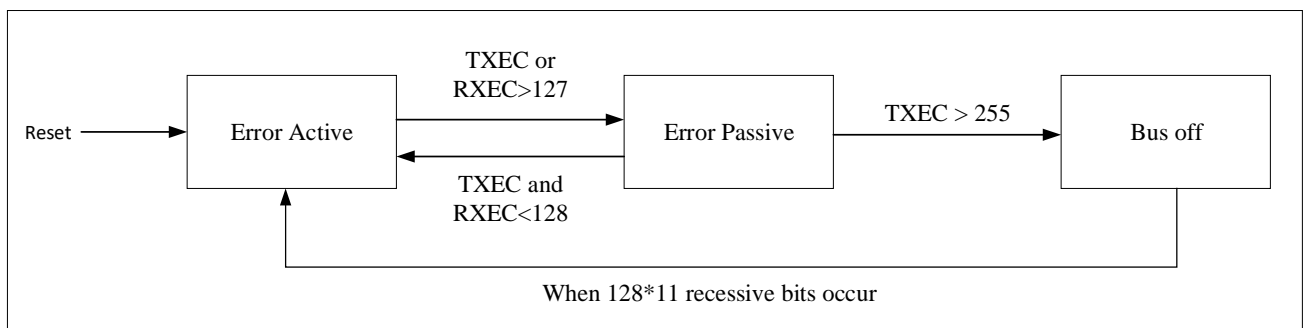 TXEC or
RXEC>127
Reset
Error Active
Error Passive
TXEC > 255
Bus off
TXEC and
RXEC<128
When 128*11 recessive bits occur